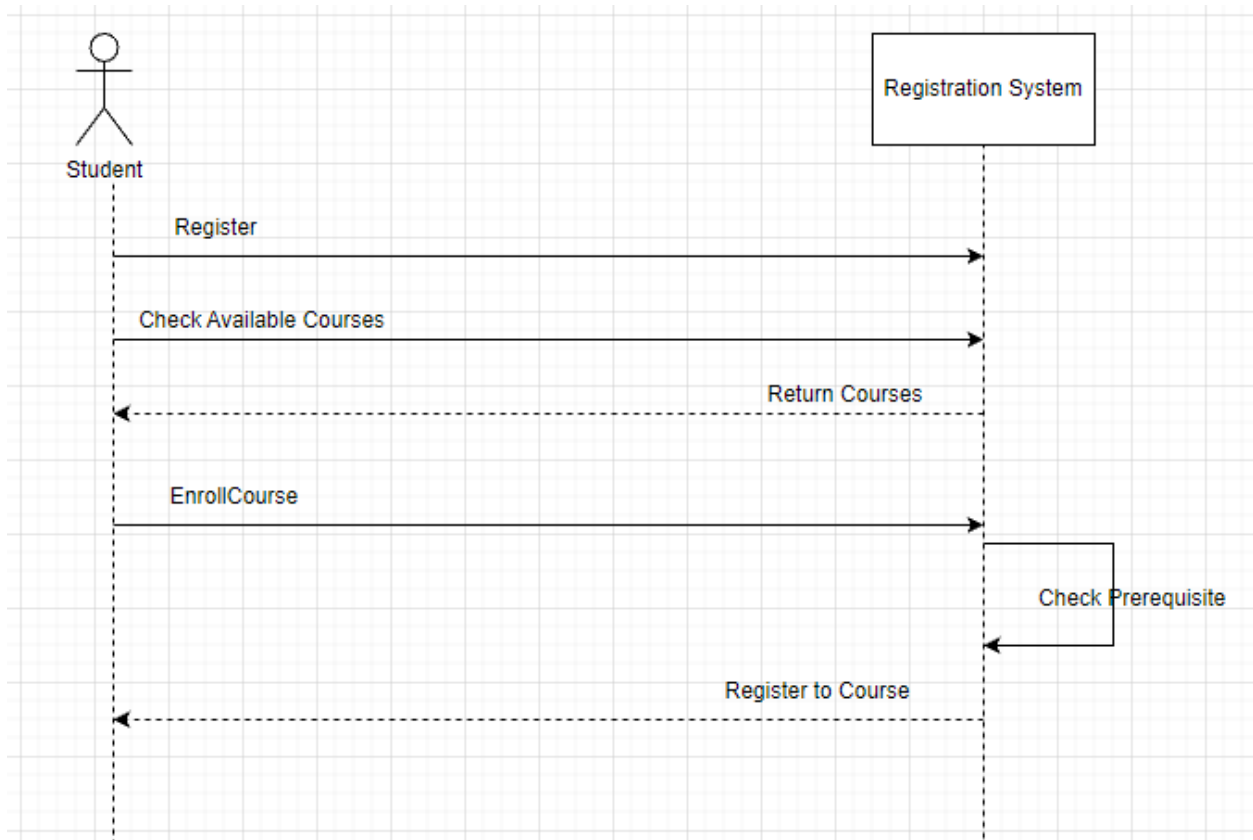 Registration System
Student
Register
Check Available Courses
Return Courses
EnrollCourse
Check Prerequisite
Register to Course